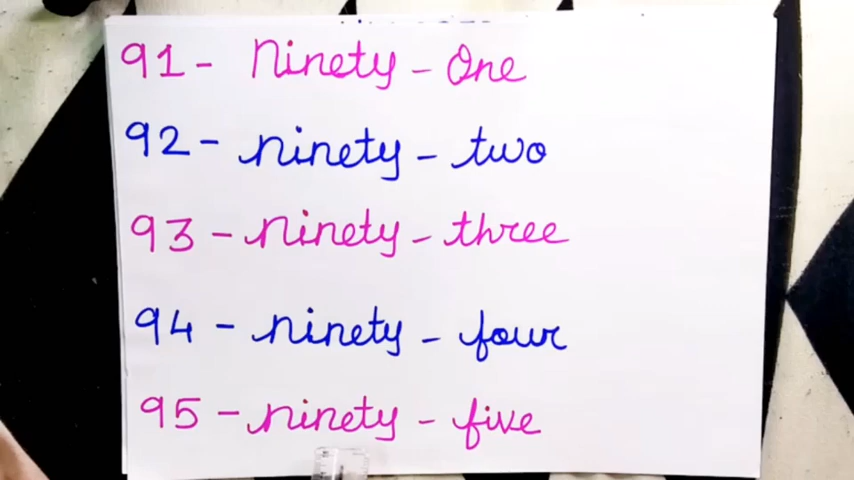 91- Ninety - One
92 - ninety - two
93 - ninety - three
94 - ninety - four
95 - ninety - five